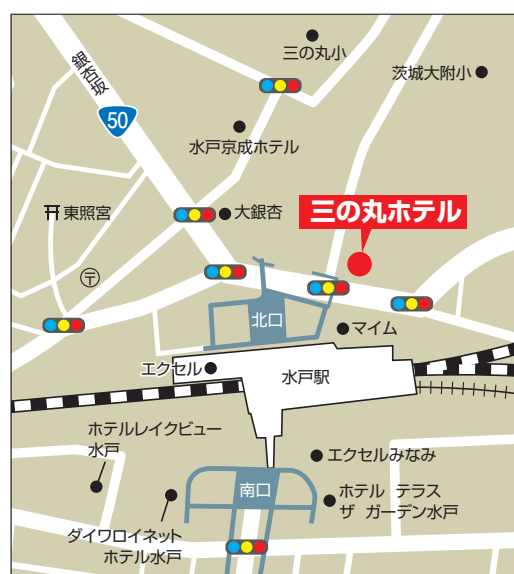 三の丸小
茨城大附小
銀杏坂
50
水戸京成ホテル
東照宮
大銀杏
三の丸ホテル
〒
北口
マイム
エクセル
水戸駅
ホテルレイクビュー
水戸
エクセルみなみ
南口
ホテル テラス
ザ ガーデン水戸
ダイワロイネット
ホテル水戸